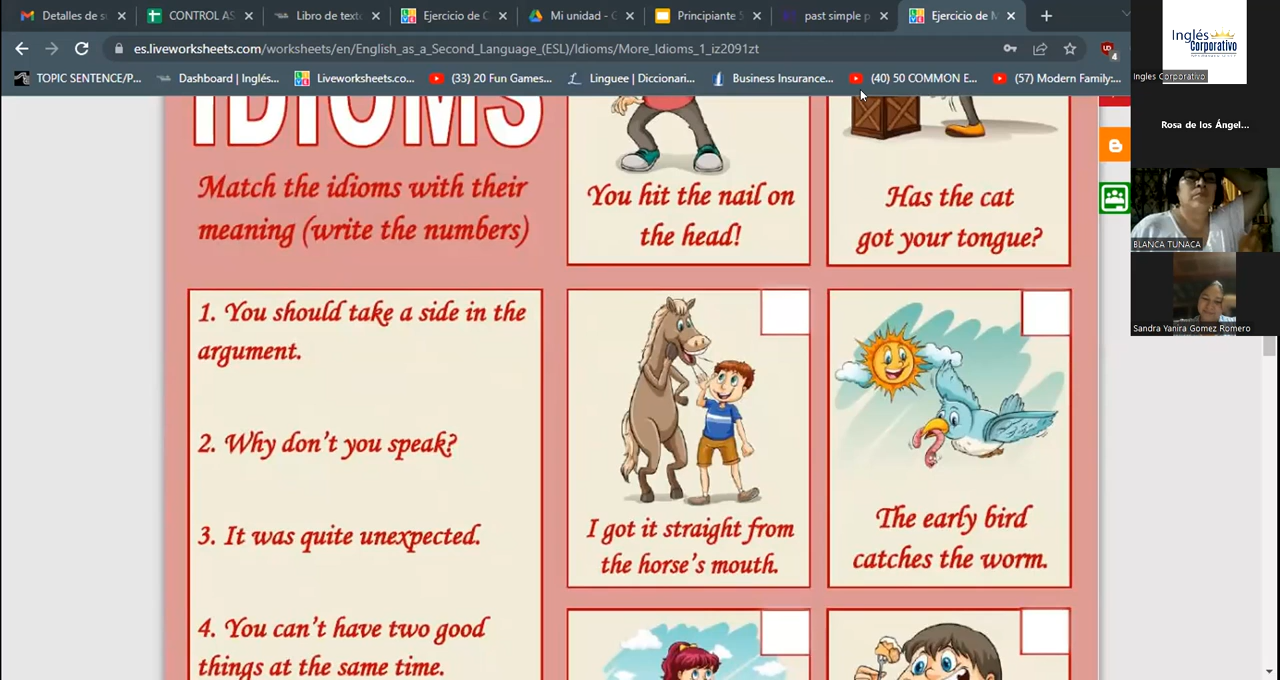 Detalles de su
CONTROL AS
Libro de texto
Ejercicio de C
Mi unidad - G
Principiante
past simple p
Ejercicio de M
es.liveworksheets.com/worksheets/en/English_as_a_Second_Language_(ESL)/Idioms/More_Idioms_1_iz2091zt
4
TOPIC SENTENCE/P...
Dashboard | Inglés...
Liveworksheets.co...
(33) 20 Fun Games...
Linguee | Diccionari...
Business Insurance...
(40) 50 COMMON E...
(57) Modern Family:...
IDIOMS
Match the idioms with their
meaning (write the numbers)
You hit the nail on
the head!
Has the cat
got your tongue?
1. You should take a side in the
argument.
2. Why don't you speak?
3. It was quite unexpected.
4. You can't have two good
things at the same time.
I got it straight from
the horse's mouth.
The early bird
catches the worm.
Inglés
Corporativo
Ingles Corporativo
Rosa de los Ángel...
BLANCA TUNACA
Sandra Yanira Gomez Romero